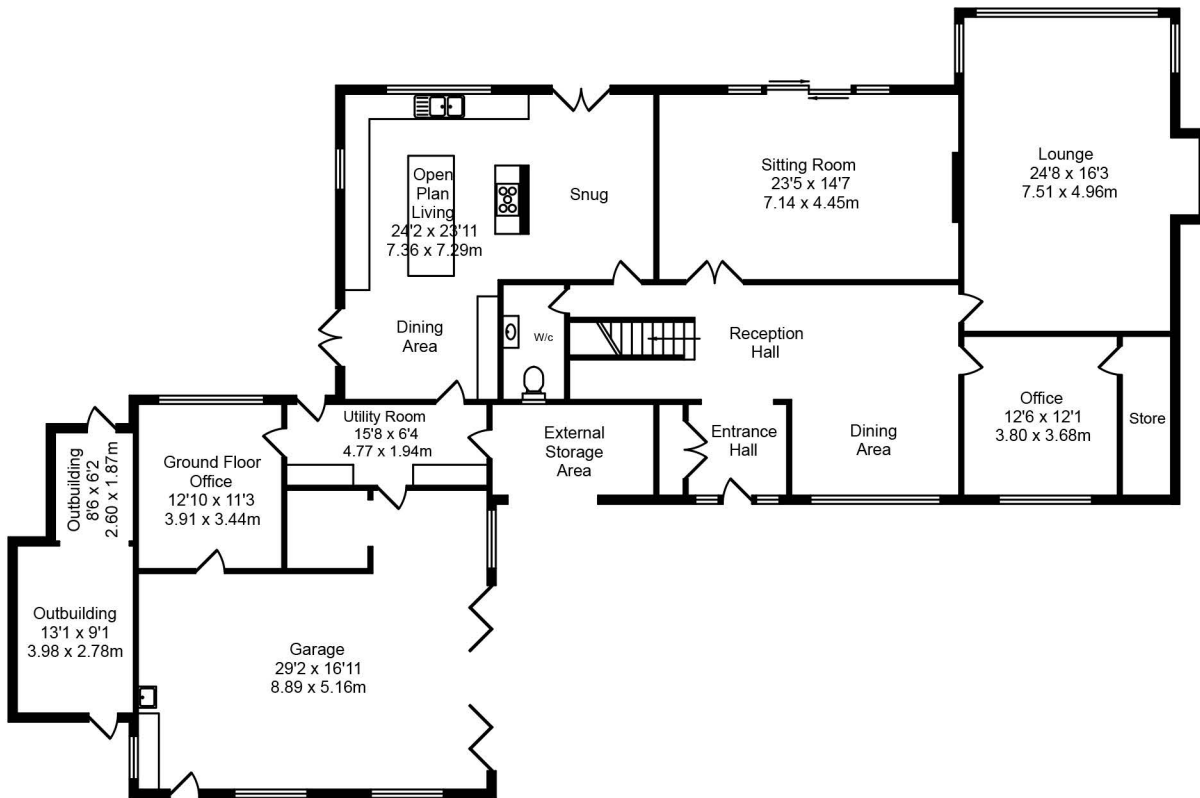 Lounge
24'8 x 16'3
7.51 x 4.96m
Sitting Room
23'5 x 14'7
7.14 x 4.45m
Open
Plan
Living
24'2 x 23'11
7.36 x 7.29m
Snug
Dining
Area
W/c
Reception
Hall
Office
12'6 x 12'1
3.80 x 3.68m
Store
Utility Room
15'8 x 6'4
4.77 x 1.94m
External
Storage
Area
Entrance
Hall
Dining
Area
Ground Floor
Office
12'10 x 11'3
3.91 x 3.44m
Outbuilding
8'6 x 6'2
2.60 x 1.87m
Outbuilding
13'1 x 9'1
3.98 x 2.78m
Garage
29'2 x 16'11
8.89 x 5.16m